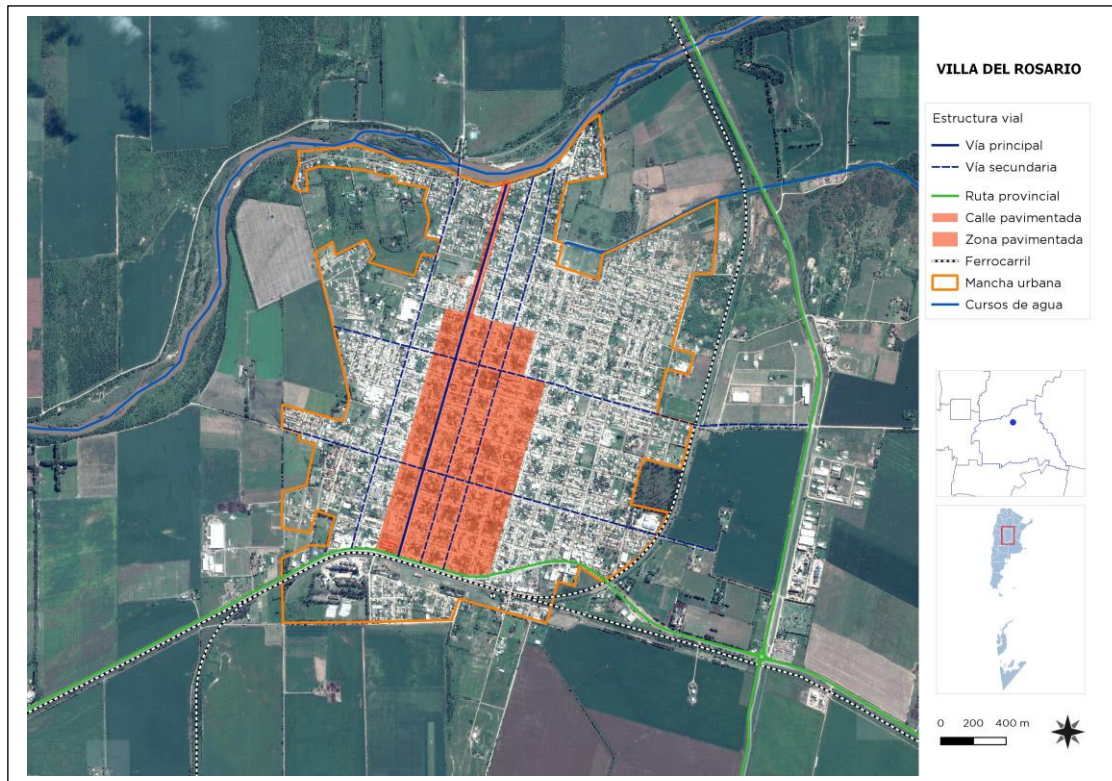 VILLA DEL ROSARIO
Estructura vial
Vía principal
Vía secundaria
Ruta provincial
Calle pavimentada
Zona pavimentada
Ferrocarril
Mancha urbana
Cursos de agua
0 200 400 m